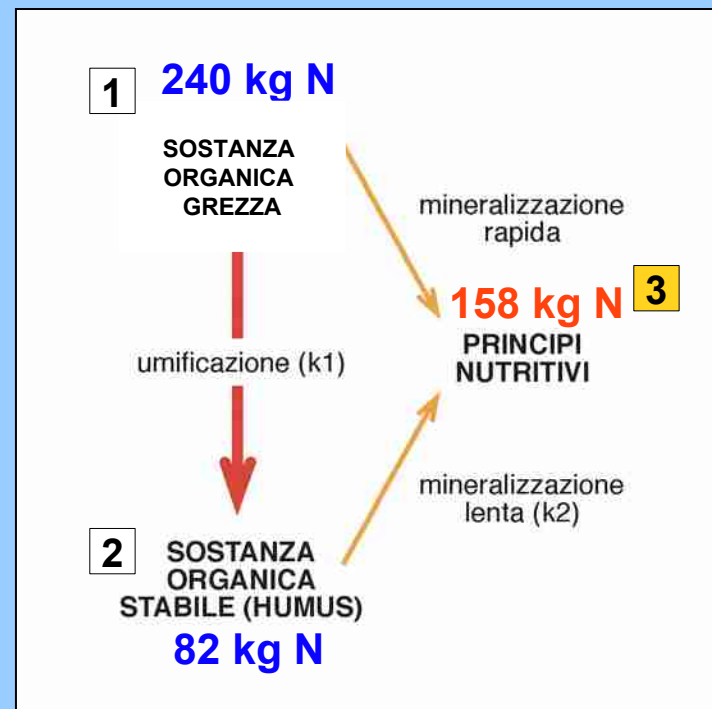 1
240 kg N
SOSTANZA
ORGANICA
GREZZA
mineralizzazione
rapida
158 kg N
3
PRINCIPI
NUTRITIVI
umificazione (k1)
mineralizzazione
lenta (k2)
2
SOSTANZA
ORGANICA
STABILE (HUMUS)
82 kg N